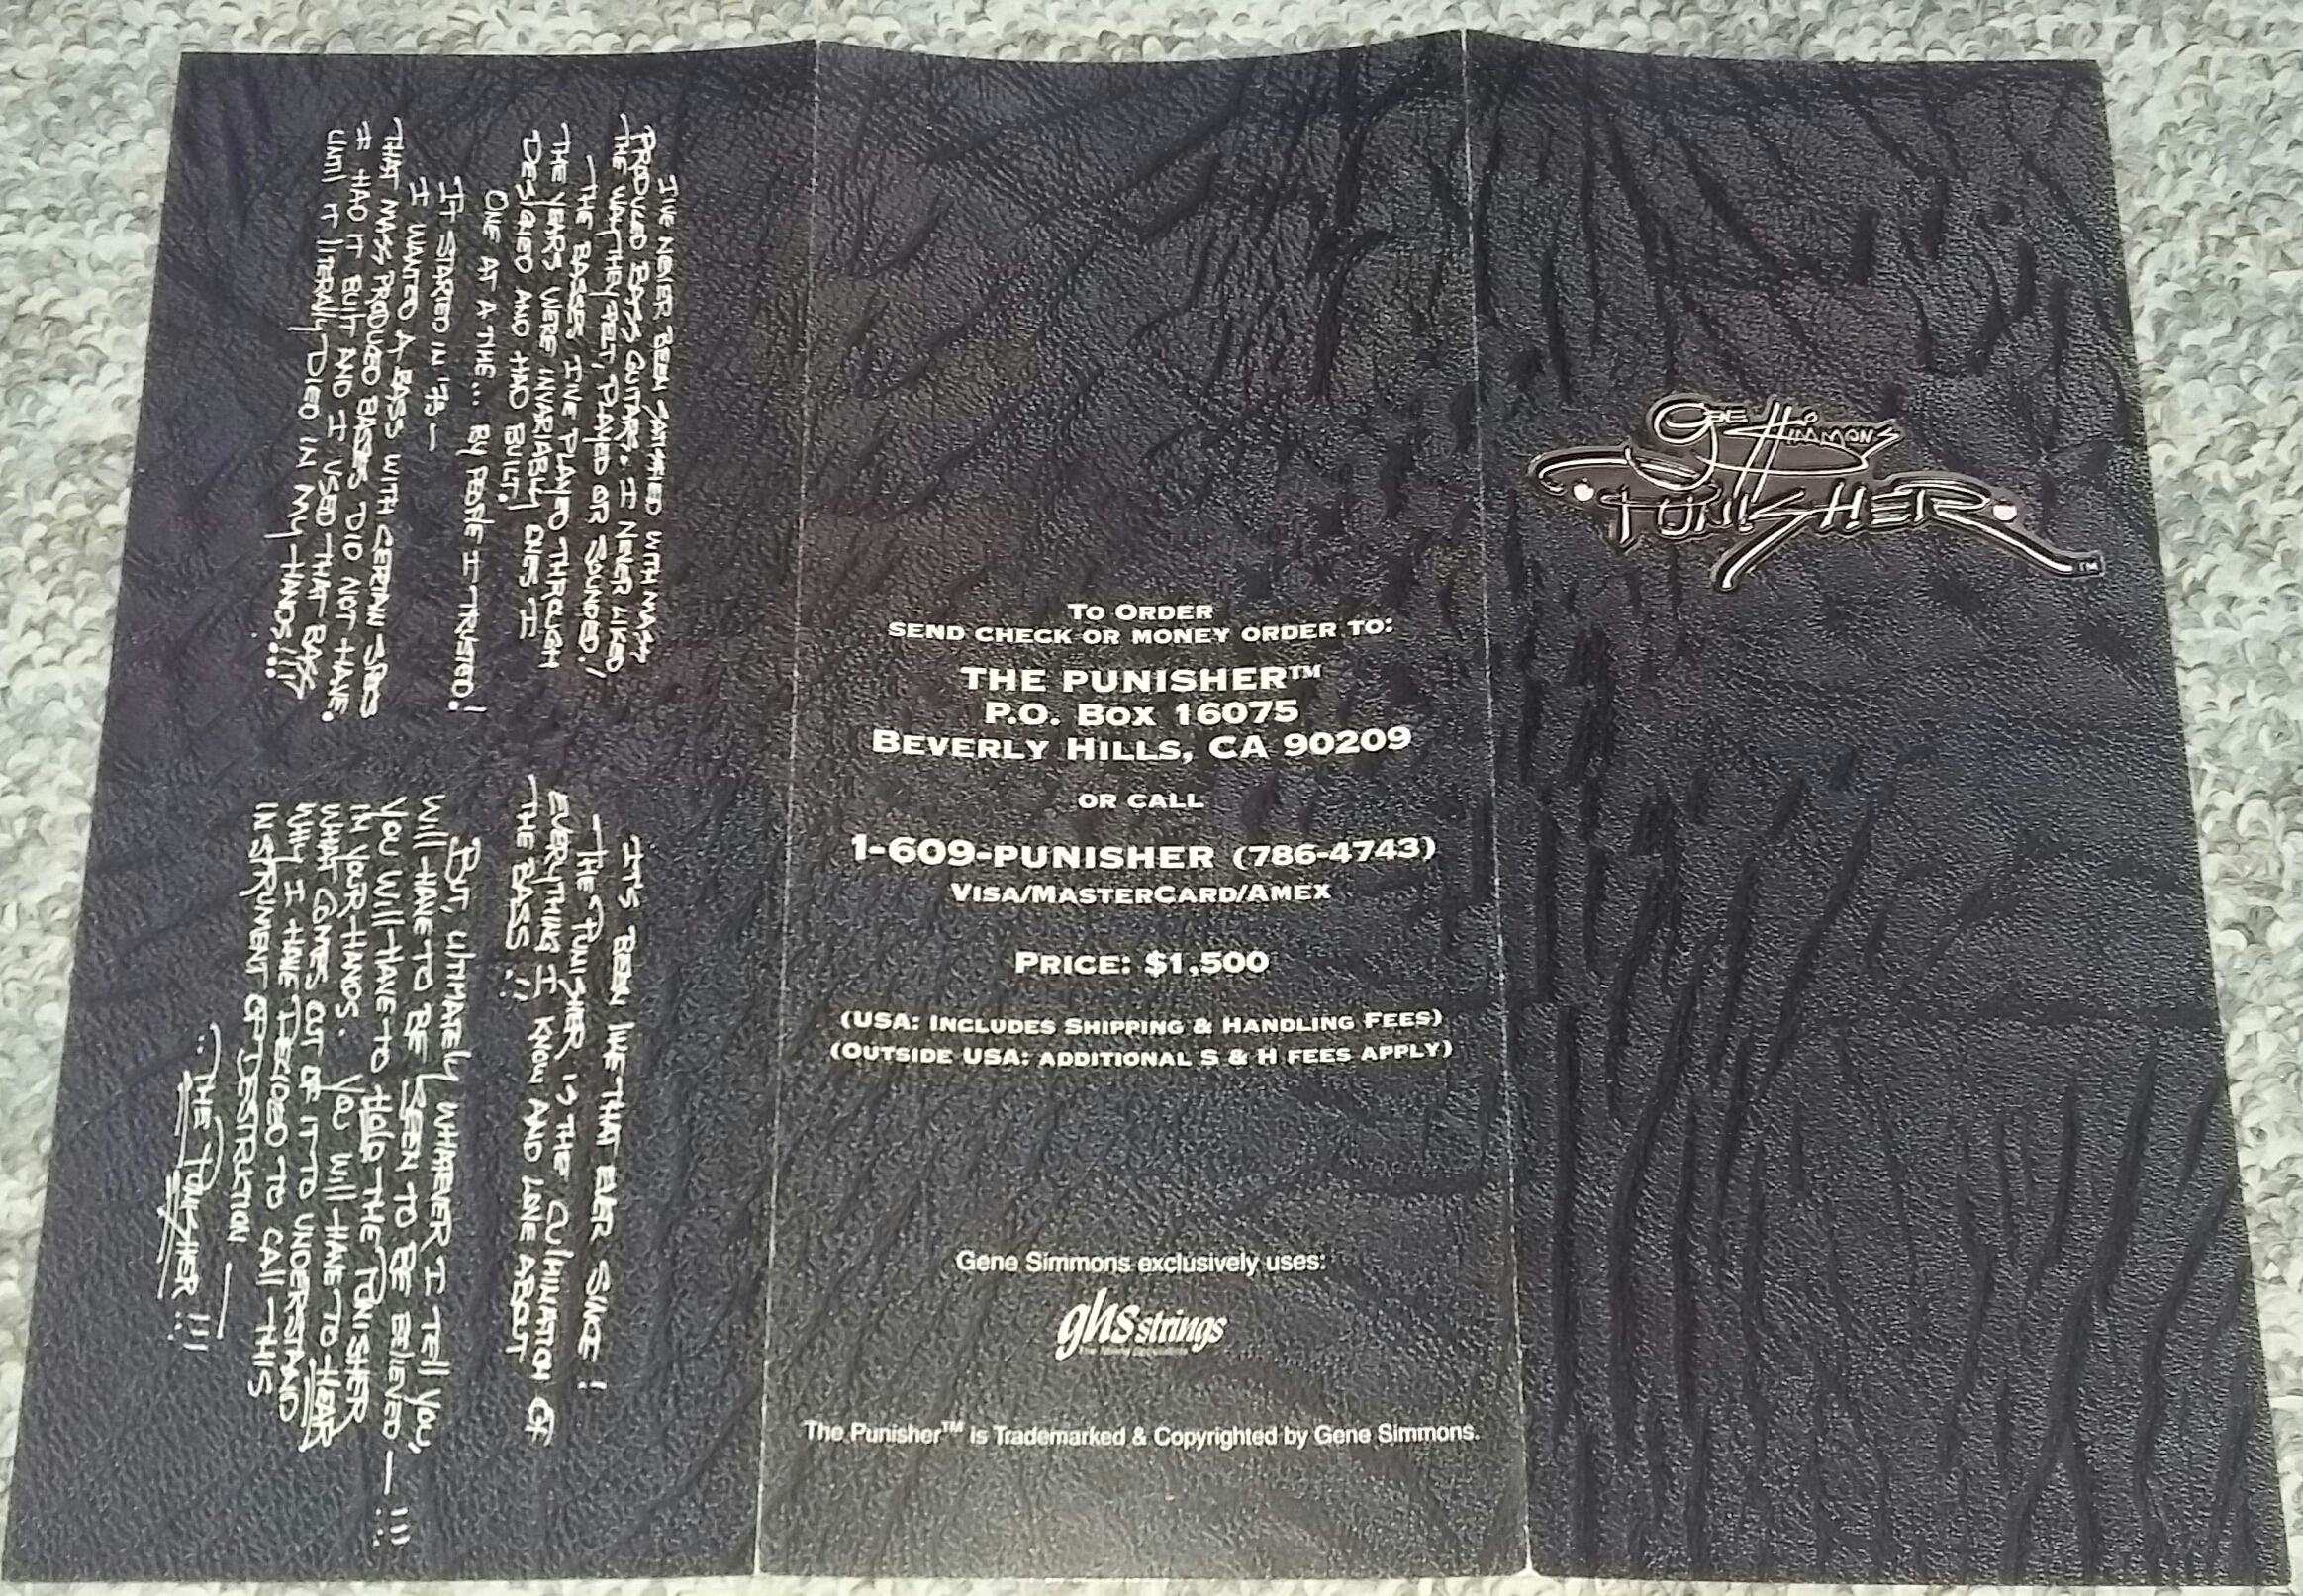 I'VE NEVER BEEN SATISFIED WITH MASS
PRODUCED BASS GUITARS. I NEVER LIKED
THE WAY THEY FELT, PLAYED OR SOUNDED!
THE BASSES I'VE PLAYED THROUGH
THE YEARS WERE INVARIABLY ONES I
DESIGNED AND HAD BUILT!
ONE AT A TIME... BY PEOPLE I TRUSTED!
IT STARTED IN '73 —
I WANTED A BASS WITH CERTAIN SPECS
THAT MASS PRODUCED BASSES DID NOT HAVE.
I HAD IT BUILT AND I USED THAT BASS
UNTIL IT LITERALLY DIED IN MY HANDS!!!
IT'S BEEN LIKE THAT EVER SINCE!
THE PUNISHER IS THE CULMINATION OF
EVERYTHING I KNOW AND LOVE ABOUT
THE BASS!!
BUT, ULTIMATELY WHATEVER I TELL YOU,
WILL HAVE TO BE SEEN TO BE BELIEVED — !!!
YOU WILL HAVE TO HOLD THE PUNISHER
IN YOUR HANDS. YOU WILL HAVE TO HEAR
WHAT COMES OUT OF IT TO UNDERSTAND
WHY I HAVE DECIDED TO CALL THIS
INSTRUMENT OF DESTRUCTION —
...THE PUNISHER!!!
TO ORDER
SEND CHECK OR MONEY ORDER TO:
THE PUNISHER™
P.O. BOX 16075
BEVERLY HILLS, CA 90209
OR CALL
1-609-PUNISHER (786-4743)
VISA/MASTERCARD/AMEX
PRICE: $1,500
(USA: INCLUDES SHIPPING & HANDLING FEES)
(OUTSIDE USA: ADDITIONAL S & H FEES APPLY)
Gene Simmons exclusively uses:
ghs strings
The Punisher™ is Trademarked & Copyrighted by Gene Simmons.
GENE SIMMONS
PUNISHER™